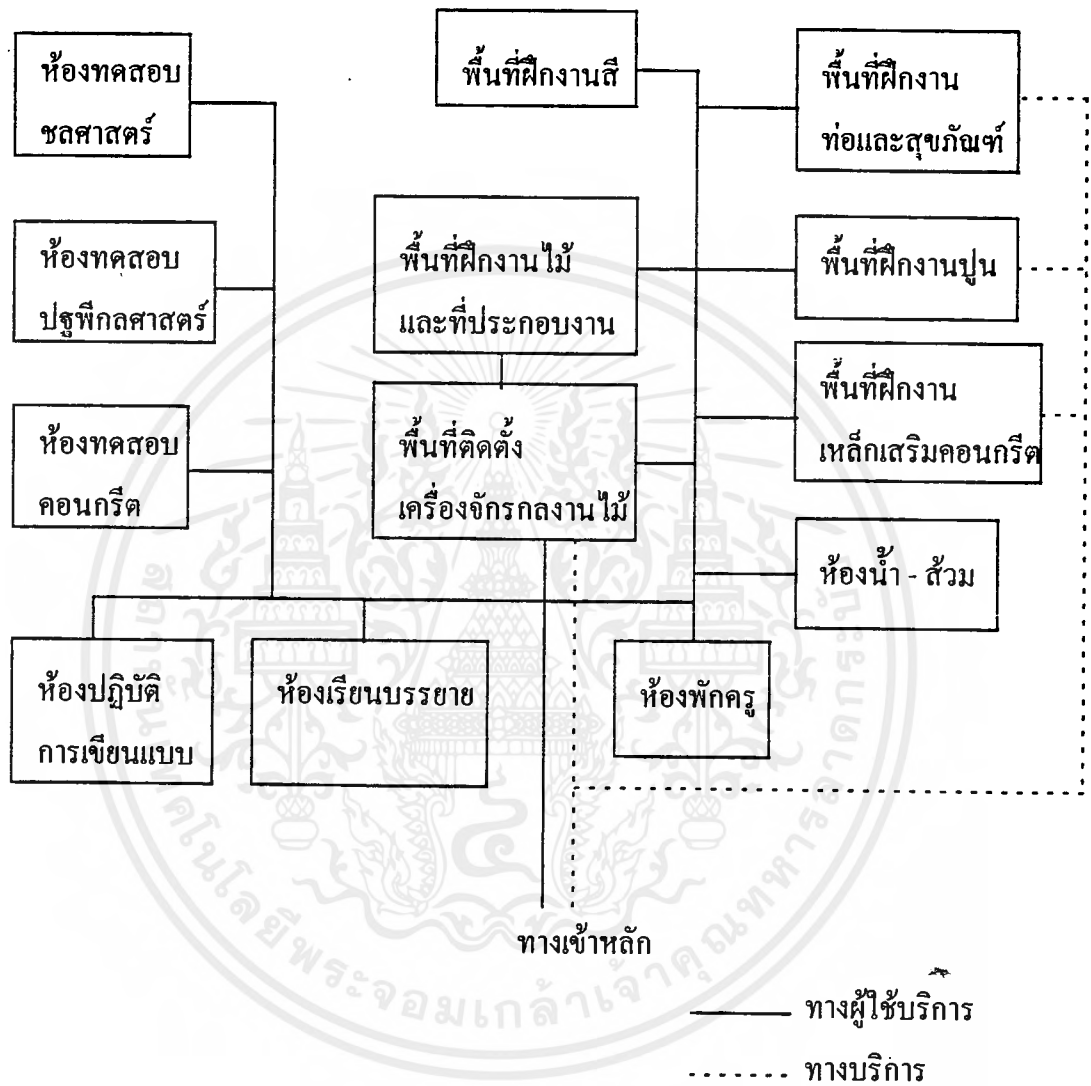 ห้องทดสอบ
ชลศาสตร์
พื้นที่ฝึกงานสี
พื้นที่ฝึกงาน
ท่อและสุขภัณฑ์
ห้องทดสอบ
ปฐพีกลศาสตร์
พื้นที่ฝึกงานไม้
และที่ประกอบงาน
พื้นที่ฝึกงานปูน
ห้องทดสอบ
คอนกรีต
พื้นที่ติดตั้ง
เครื่องจักรกลงานไม้
พื้นที่ฝึกงาน
เหล็กเสริมคอนกรีต
ห้องน้ำ - ส้วม
ห้องปฏิบัติ
การเขียนแบบ
ห้องเรียนบรรยาย
ห้องพักครู
ทางเข้าหลัก
ทางผู้ใช้บริการ
ทางบริการ